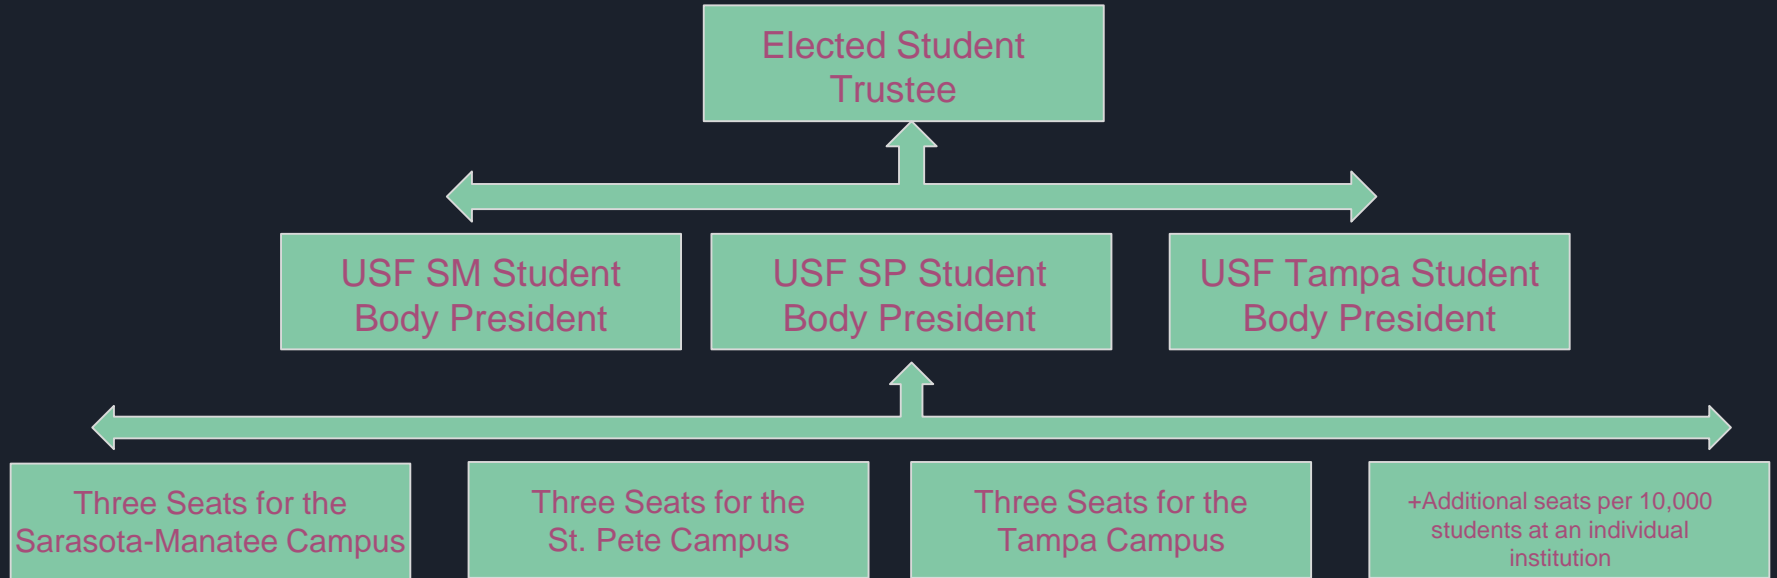 Elected Student
Trustee
USF SM Student
Body President
USF SP Student
Body President
USF Tampa Student
Body President
Three Seats for the
Sarasota-Manatee Campus
Three Seats for the
St. Pete Campus
Three Seats for the
Tampa Campus
+Additional seats per 10,000
students at an individual
institution